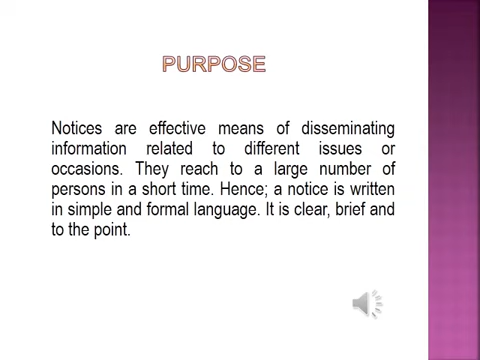 PURPOSE
Notices are effective means of disseminating
information related to different issues or
occasions. They reach to a large number of
persons in a short time. Hence; a notice is written
in simple and formal language. It is clear, brief and
to the point.